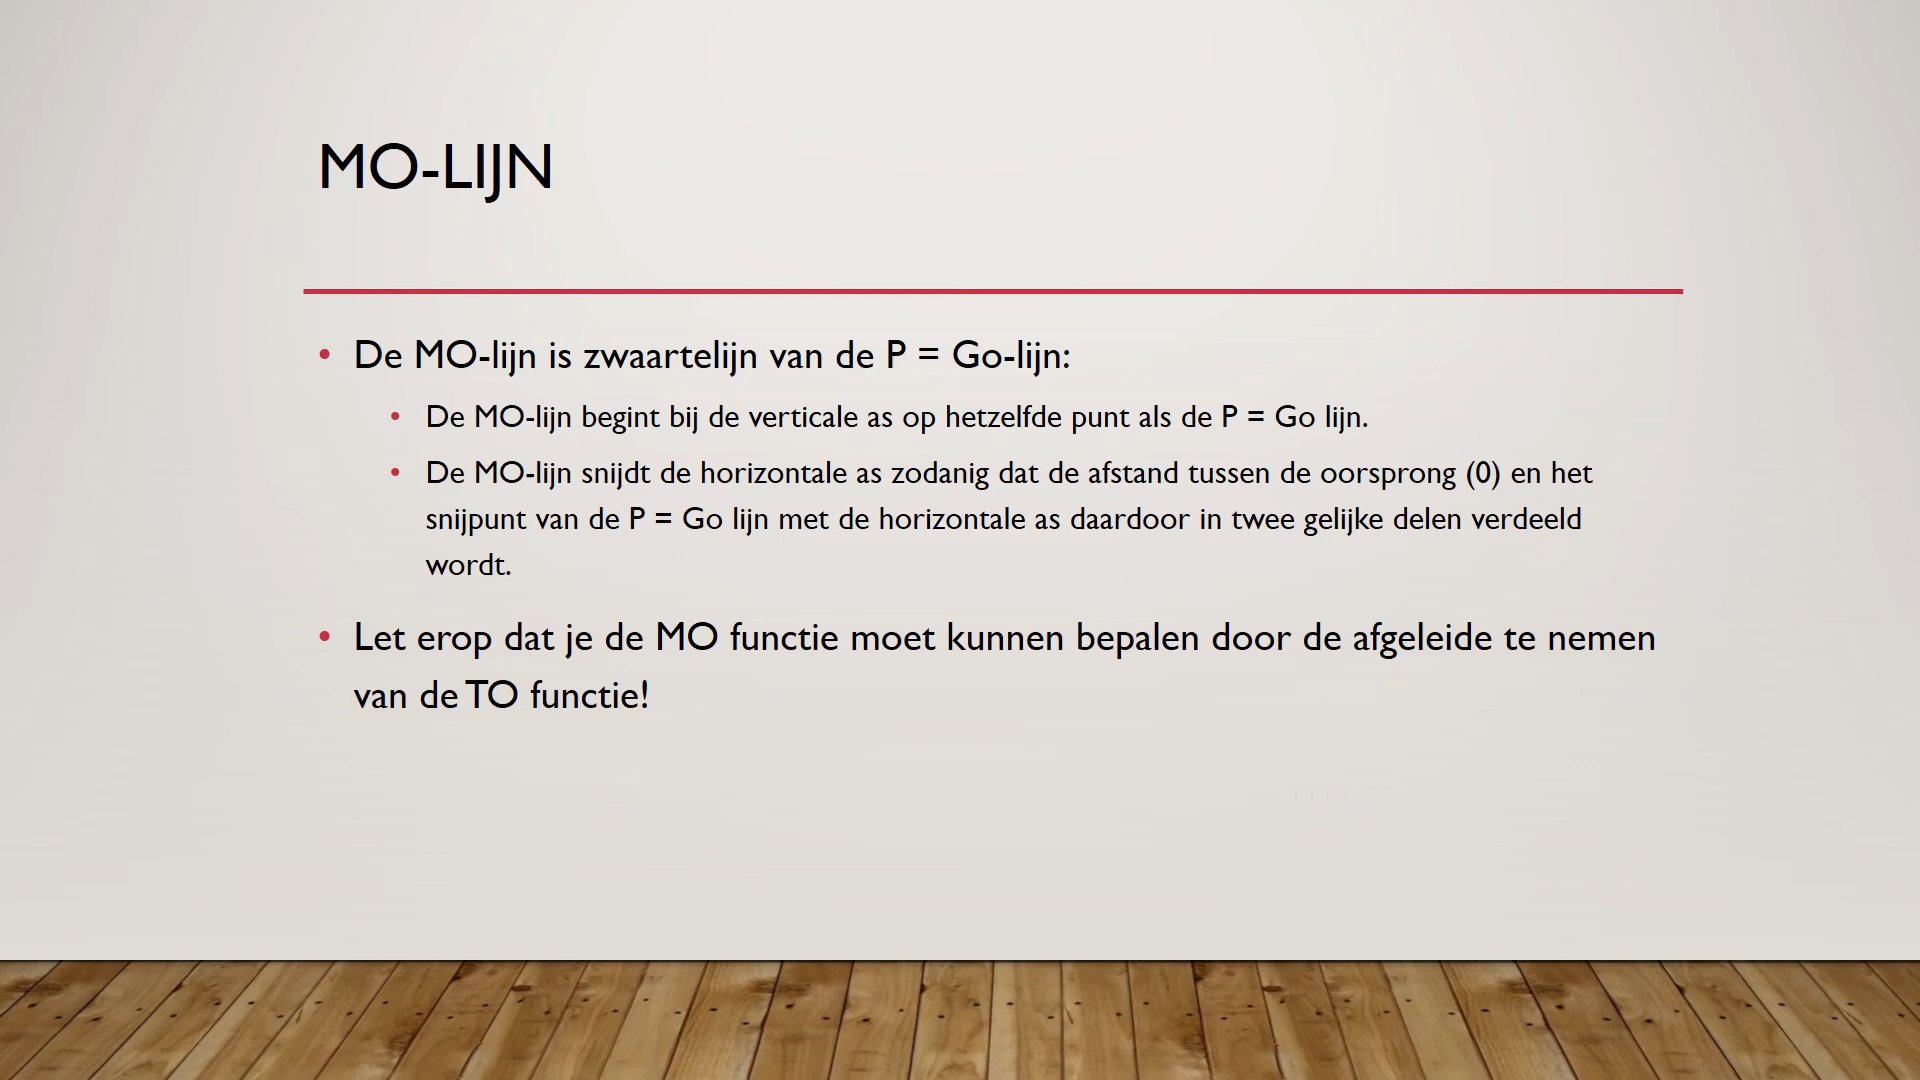 MO-LIJN
• De MO-lijn is zwaartelijn van de P = Go-lijn:
• De MO-lijn begint bij de verticale as op hetzelfde punt als de P = Go lijn.
• De MO-lijn snijdt de horizontale as zodanig dat de afstand tussen de oorsprong (0) en het
snijpunt van de P = Go lijn met de horizontale as daardoor in twee gelijke delen verdeeld
wordt.
• Let erop dat je de MO functie moet kunnen bepalen door de afgeleide te nemen
van de TO functie!